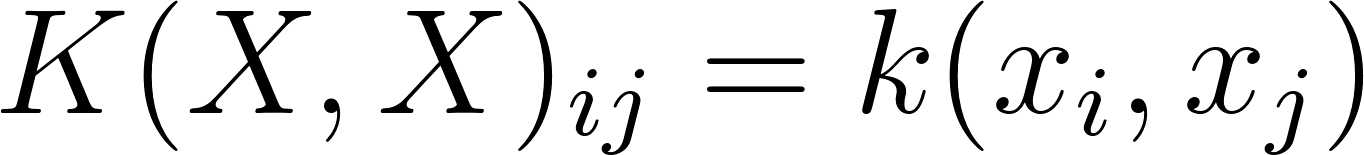 K(X, X)_{ij} = k(x_i, x_j)